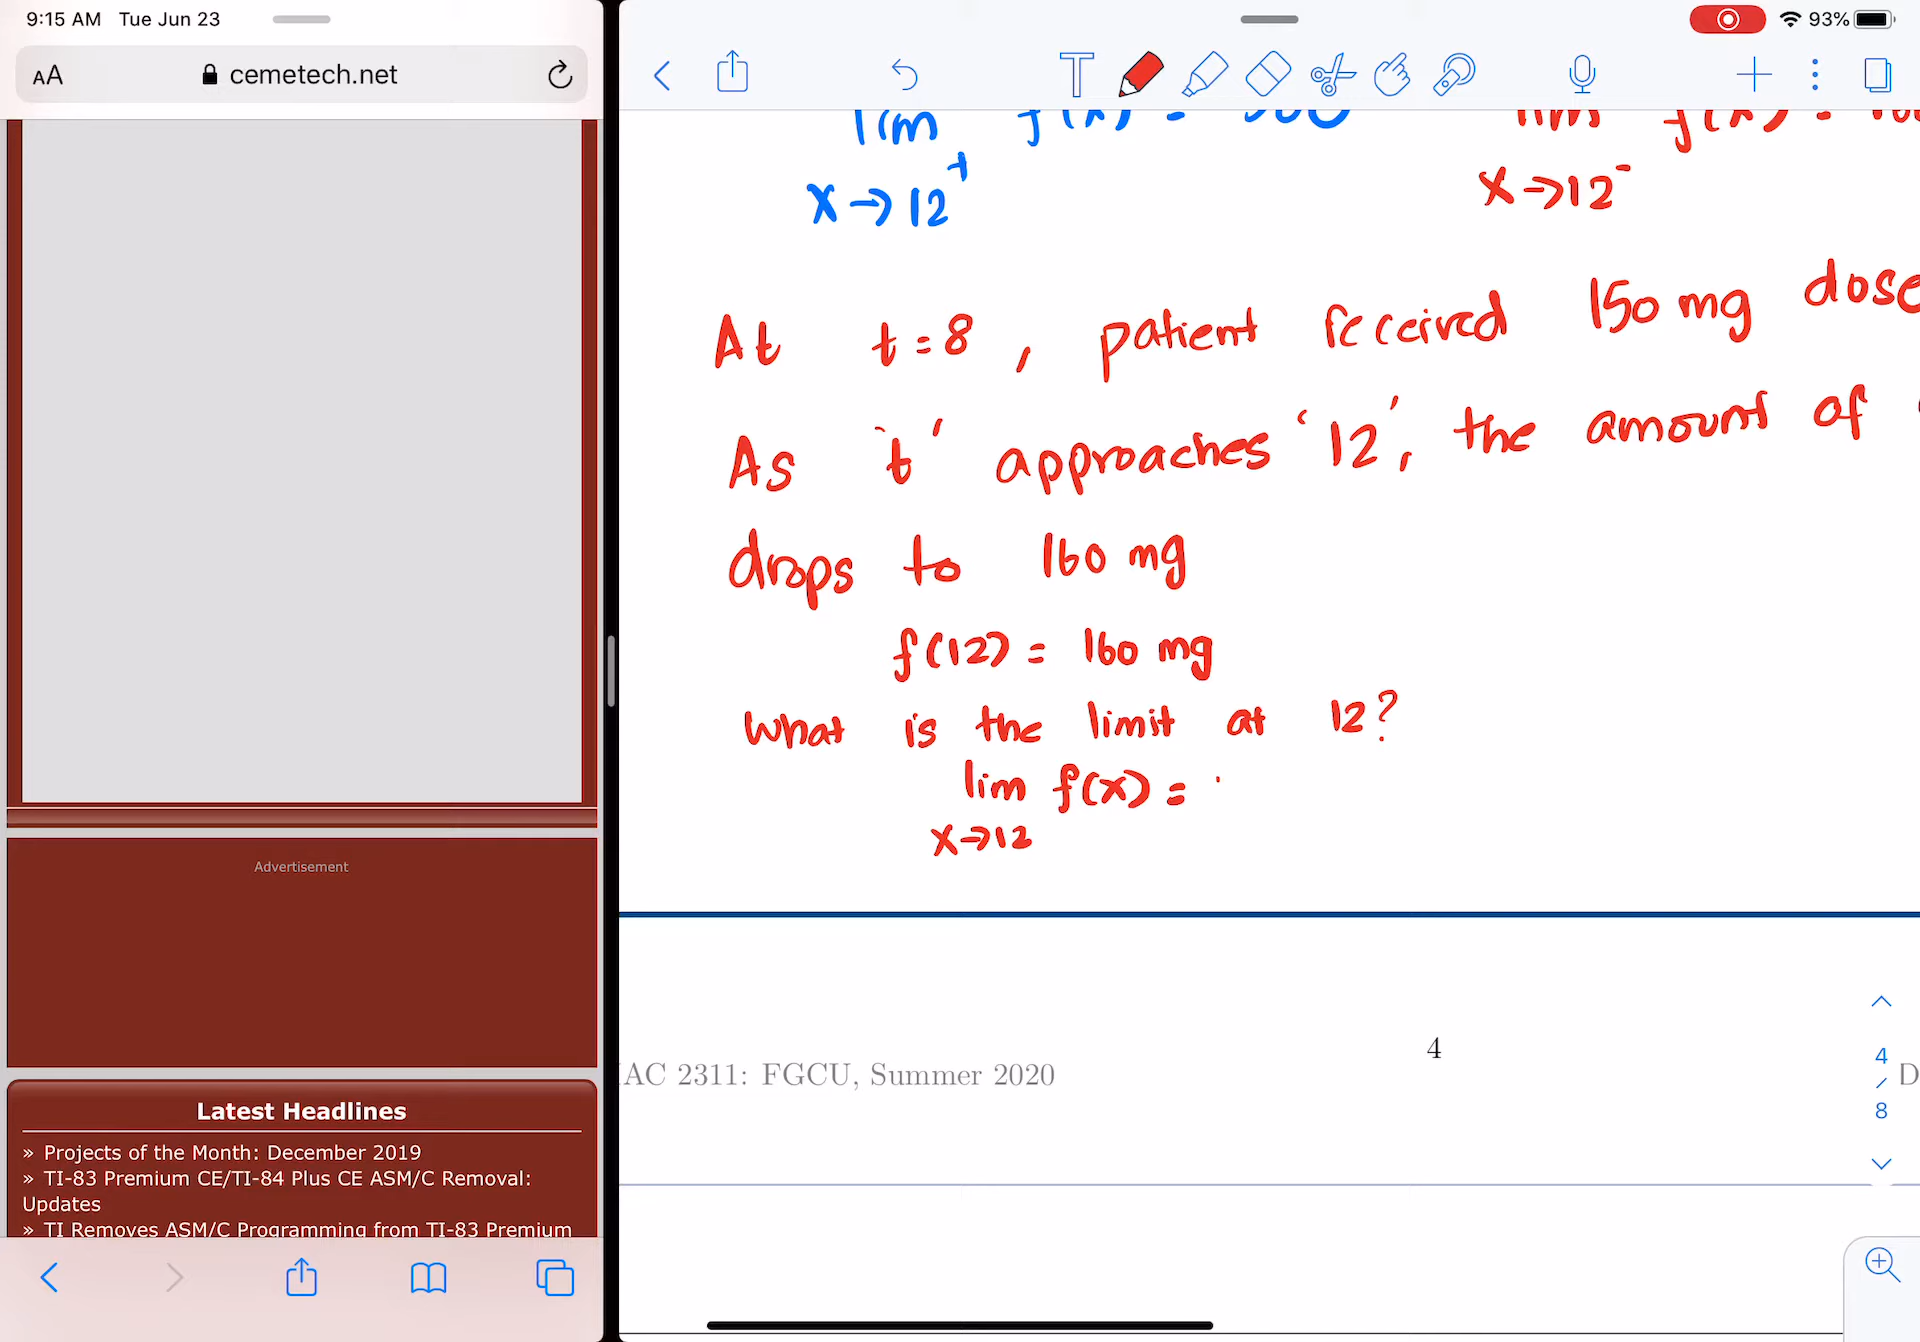 9:15 AM Tue Jun 23
93%
AA cemetech.net
Advertisement
Latest Headlines
» Projects of the Month: December 2019
» TI-83 Premium CE/TI-84 Plus CE ASM/C Removal:
Updates
» TI Removes ASM/C Programming from TI-83 Premium
T
lim f(x) =
x→12⁺
lim f(x) =
x→12⁻
At t=8, patient received 150 mg dose
As 't' approaches '12', the amount of
drops to 160 mg
f(12) = 160 mg
What is the limit at 12?
lim f(x) =
x→12
4
AC 2311: FGCU, Summer 2020
4
/
8
D